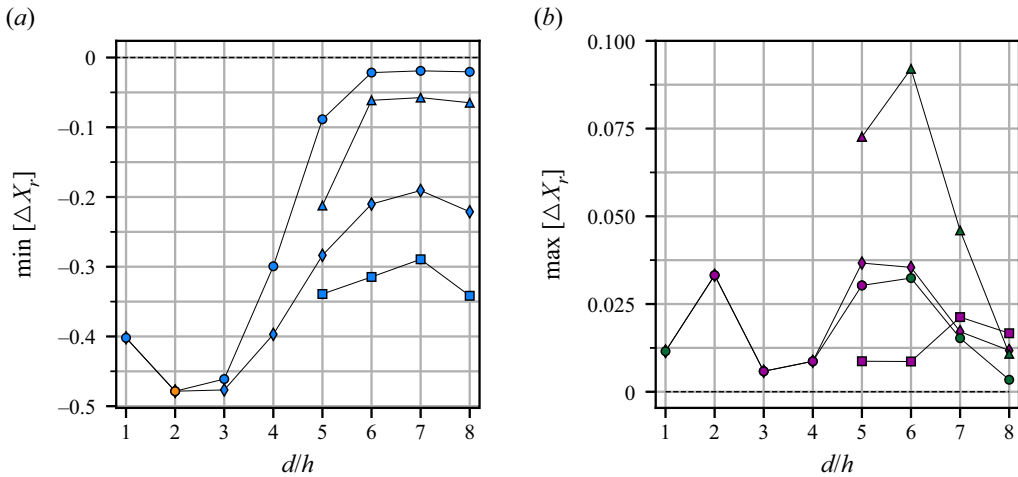 (a)
(b)
0
–0.1
–0.2
–0.3
–0.4
–0.5
min [△X_r]
1 2 3 4 5 6 7 8
d/h
0.100
0.075
0.050
0.025
0
max [△X_r]
1 2 3 4 5 6 7 8
d/h